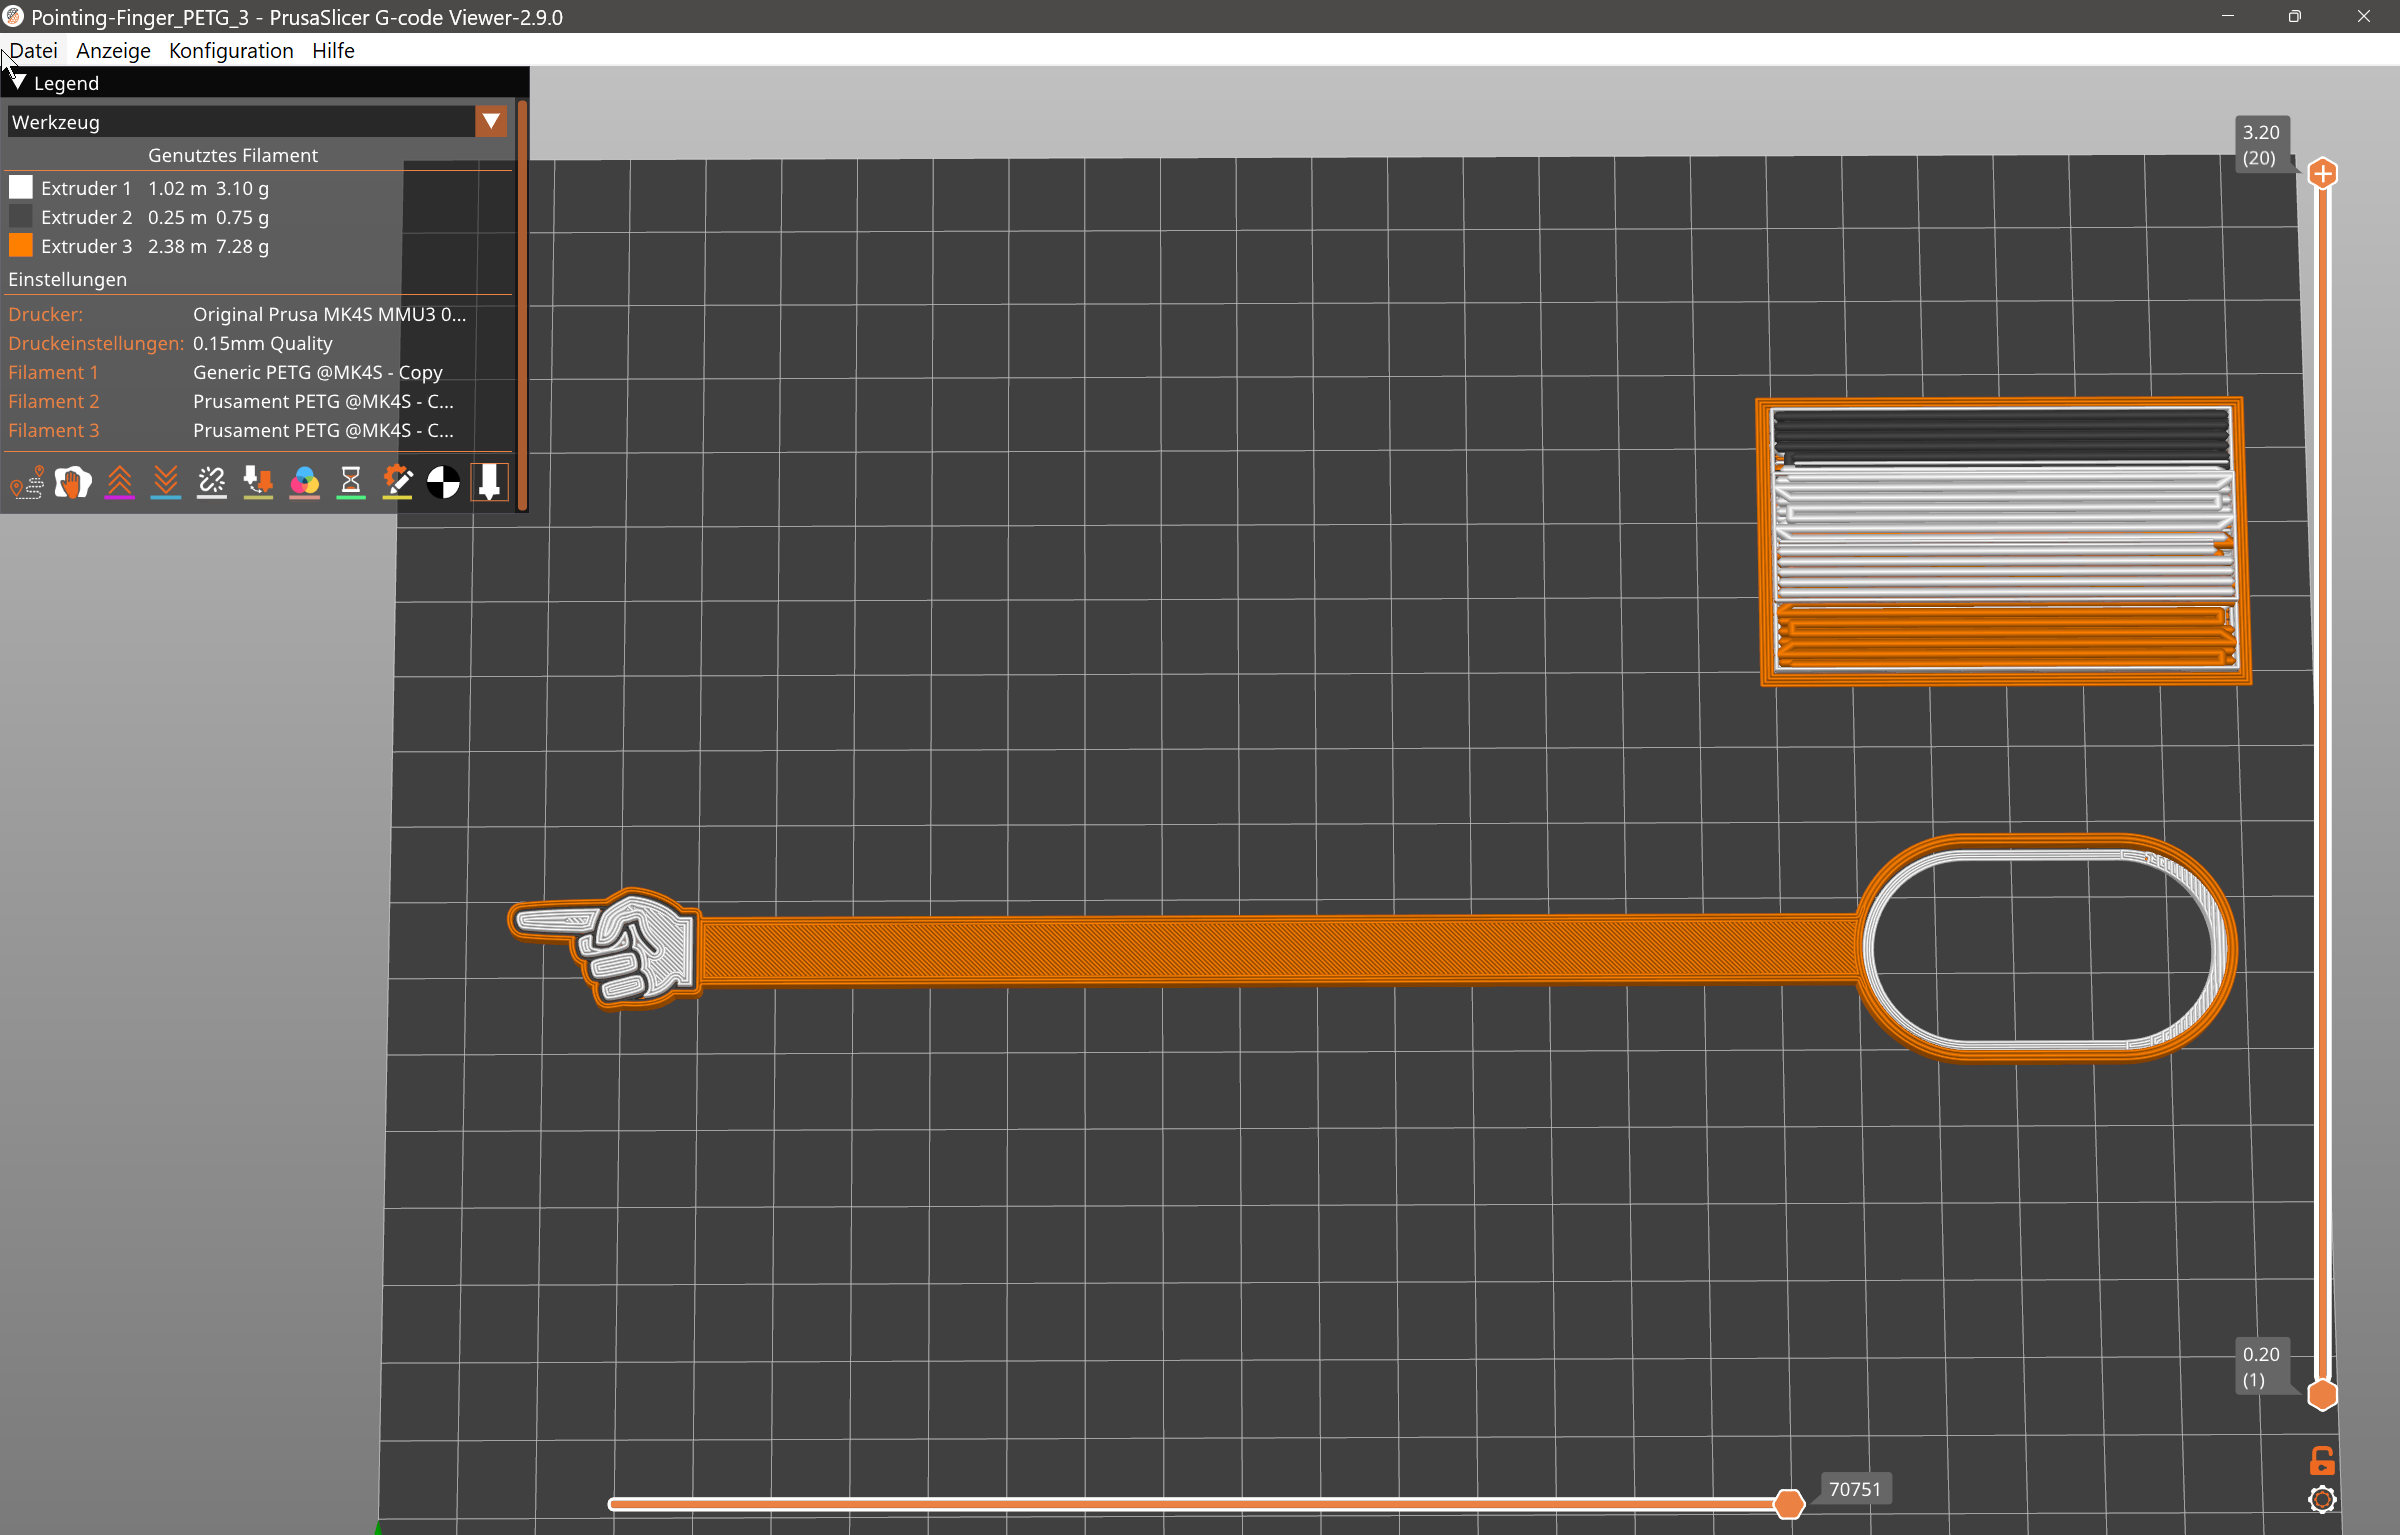 Pointing-Finger_PETG_3 - PrusaSlicer G-code Viewer-2.9.0
Datei Anzeige Konfiguration Hilfe
Legend
Werkzeug
Genutztes Filament
Extruder 1 1.02 m 3.10 g
Extruder 2 0.25 m 0.75 g
Extruder 3 2.38 m 7.28 g
Einstellungen
Drucker: Original Prusa MK4S MMU3 0...
Druckeinstellungen: 0.15mm Quality
Filament 1 Generic PETG @MK4S - Copy
Filament 2 Prusament PETG @MK4S - C...
Filament 3 Prusament PETG @MK4S - C...
3.20
(20)
0.20
(1)
70751